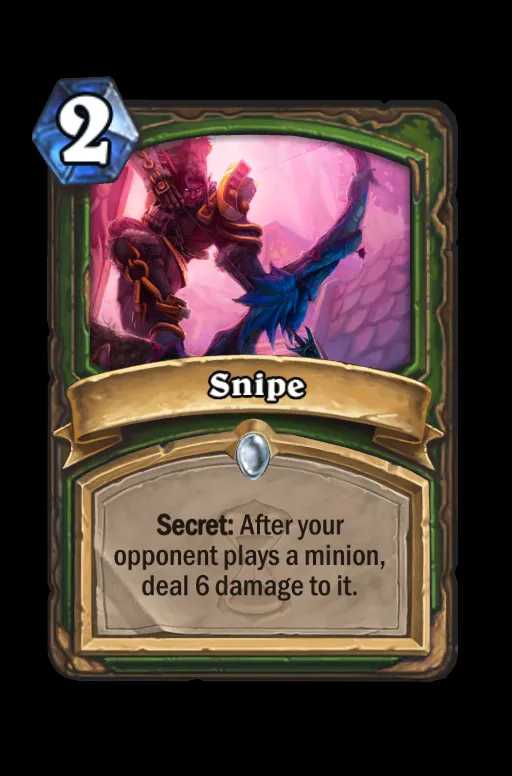 2
Snipe
Secret: After your
opponent plays a minion,
deal 6 damage to it.